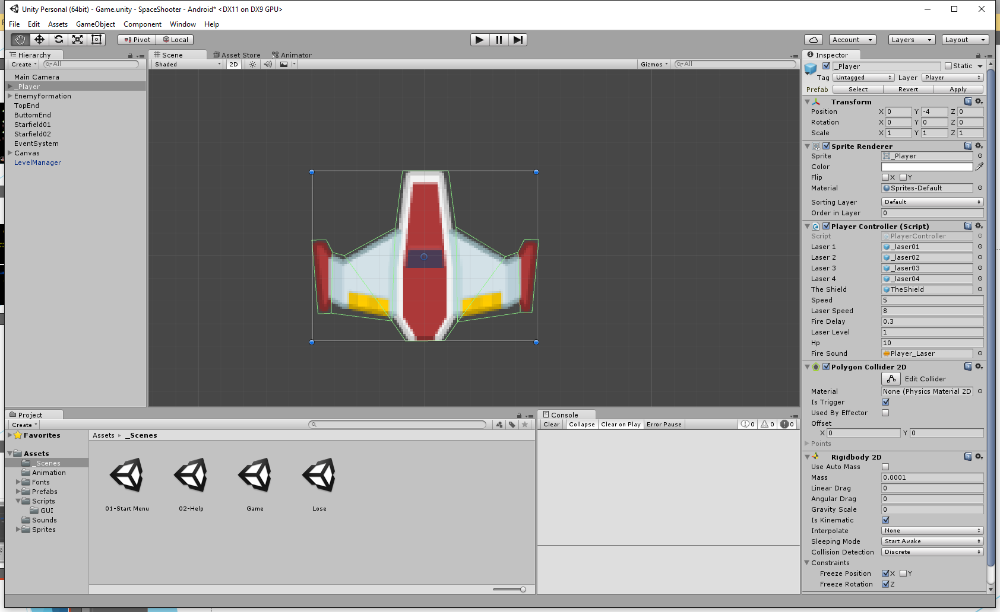 Unity Personal (64bit) - Game.unity - SpaceShooter - Android* <DX11 on DX9 GPU>
File Edit Assets GameObject Component Window Help
Pivot Local Account Layers Layout
Hierarchy
Create All
Main Camera
_Player
EnemyFormation
TopEnd
ButtomEnd
Starfield01
Starfield02
EventSystem
Canvas
LevelManager
Scene Asset Store Animator
Shaded 2D Gizmos All
Inspector
_Player Static
Tag Untagged Layer Player
Prefab Select Revert Apply
Transform
Position X 0 Y -4 Z 0
Rotation X 0 Y 0 Z 0
Scale X 1 Y 1 Z 1
Sprite Renderer
Sprite _Player
Color
Flip X Y
Material Sprites-Default
Sorting Layer Default
Order in Layer 0
Player Controller (Script)
Script PlayerController
Laser 1 _laser01
Laser 2 _laser02
Laser 3 _laser03
Laser 4 _laser04
The Shield TheShield
Speed 5
Laser Speed 8
Fire Delay 0.3
Laser Level 1
Hp 10
Fire Sound Player_Laser
Polygon Collider 2D
Edit Collider
Material None (Physics Material 2D
Is Trigger
Used By Effector
Offset
X 0 Y 0
Points
Rigidbody 2D
Use Auto Mass
Mass 0.0001
Linear Drag 0
Angular Drag 0
Gravity Scale 0
Is Kinematic
Interpolate None
Sleeping Mode Start Awake
Collision Detection Discrete
Constraints
Freeze Position X Y
Freeze Rotation Z
Project
Create
Favorites
Assets
_Scenes
Animation
Fonts
Prefabs
Scripts
GUI
Sounds
Sprites
Assets _Scenes
01-Start Menu 02-Help Game Lose
Console
Clear Collapse Clear on Play Error Pause 0 0 0